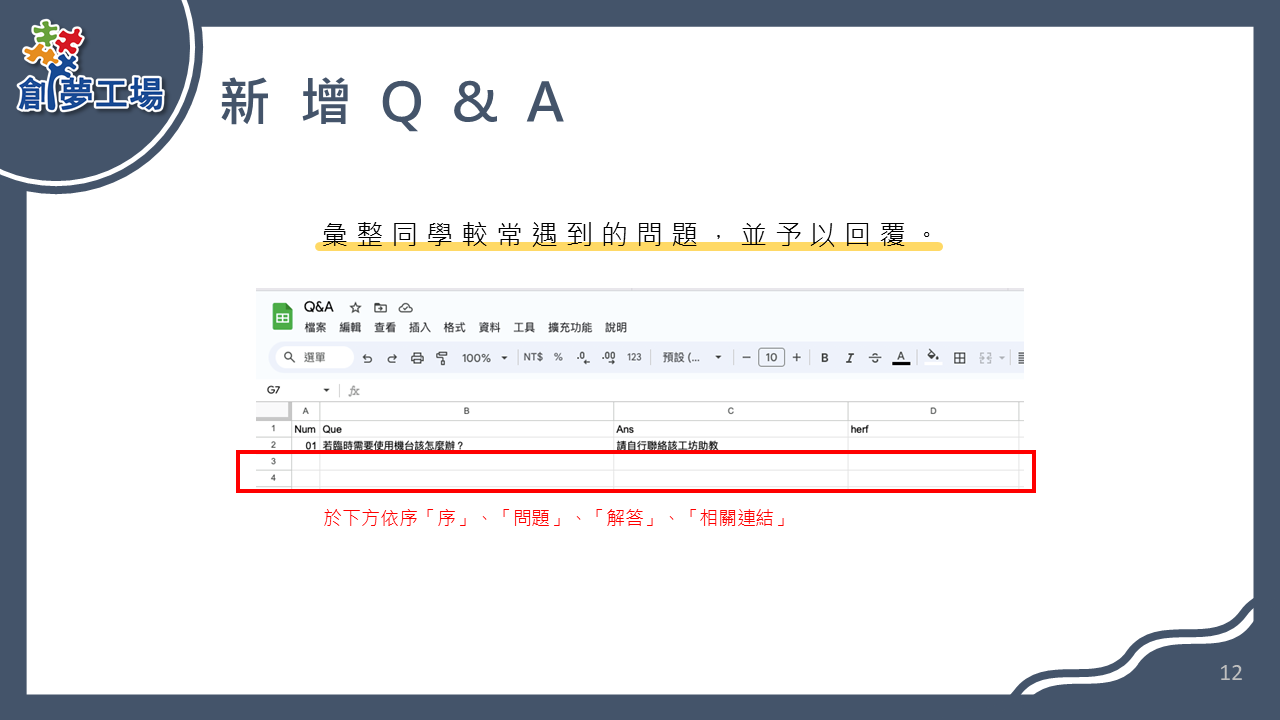 創夢工場
新增Q&A
彙整同學較常遇到的問題，並予以回覆。
Q&A
檔案 編輯 查看 插入 格式 資料 工具 擴充功能 說明
選單 100% NT$ % .0 .00 123 預設 (... − 10 + B I S A
G7 fx
A B C D
1 Num Que Ans herf
2 01 若臨時需要使用機台該怎麼辦？ 請自行聯絡該工坊助教
3
4
於下方依序「序」、「問題」、「解答」、「相關連結」
12